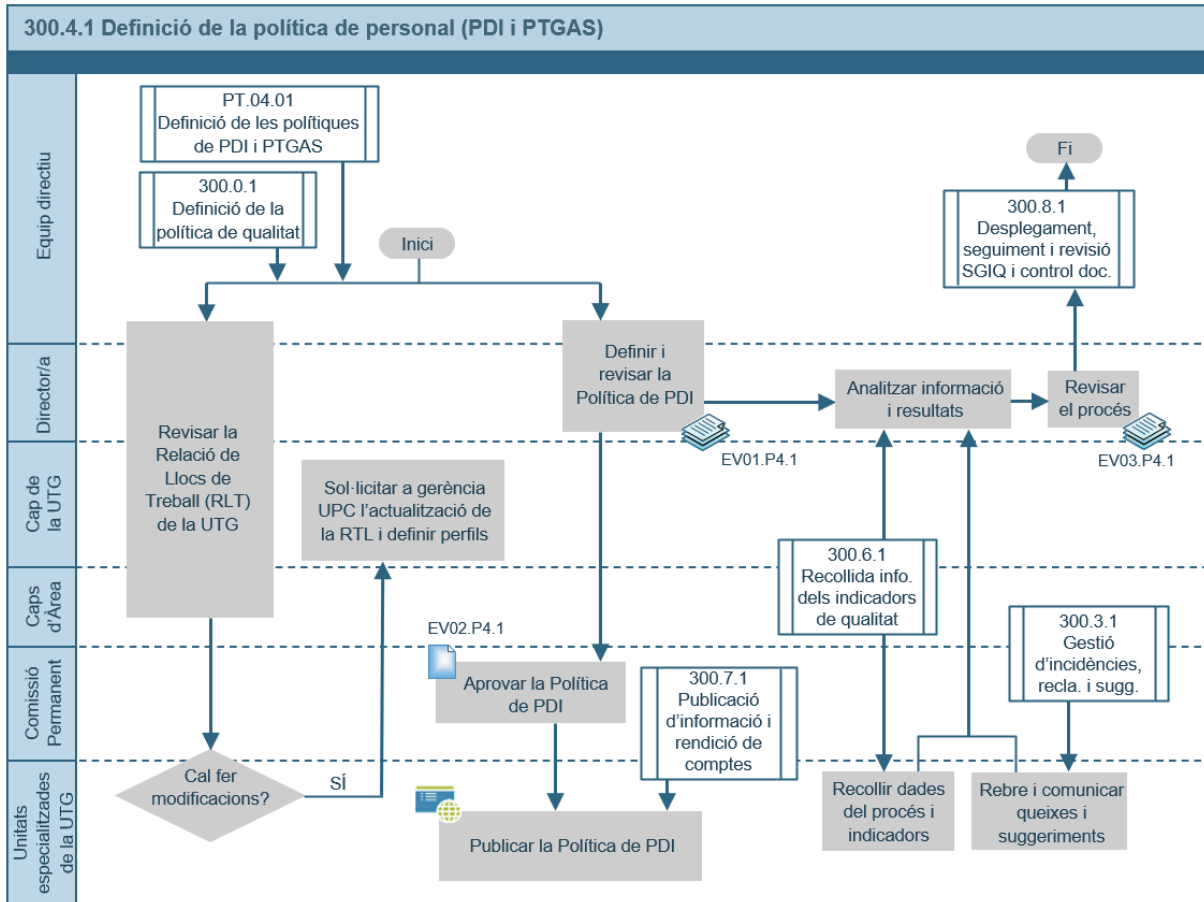 300.4.1 Definició de la política de personal (PDI i PTGAS)
Equip directiu
PT.04.01
Definició de les polítiques
de PDI i PTGAS
300.0.1
Definició de la
política de qualitat
Inici
Fi
300.8.1
Desplegament,
seguiment i revisió
SGIQ i control doc.
Director/a
Definir i
revisar la
Política de PDI
EV01.P4.1
Analitzar informació
i resultats
Revisar
el procés
EV03.P4.1
Cap de
la UTG
Revisar la
Relació de
Llocs de
Treball (RLT)
de la UTG
Sol·licitar a gerència
UPC l’actualització de
la RTL i definir perfils
300.6.1
Recollida info.
dels indicadors
de qualitat
Caps
d’Àrea
300.3.1
Gestió
d’incidències,
recla. i sugg.
Comissió
Permanent
EV02.P4.1
Aprovar la Política
de PDI
300.7.1
Publicació
d’informació i
rendició de
comptes
Unitats
especialitzades
de la UTG
Cal fer
modificacions?
SÍ
Publicar la Política de PDI
Recollir dades
del procés i
indicadors
Rebre i comunicar
queixes i
suggeriments